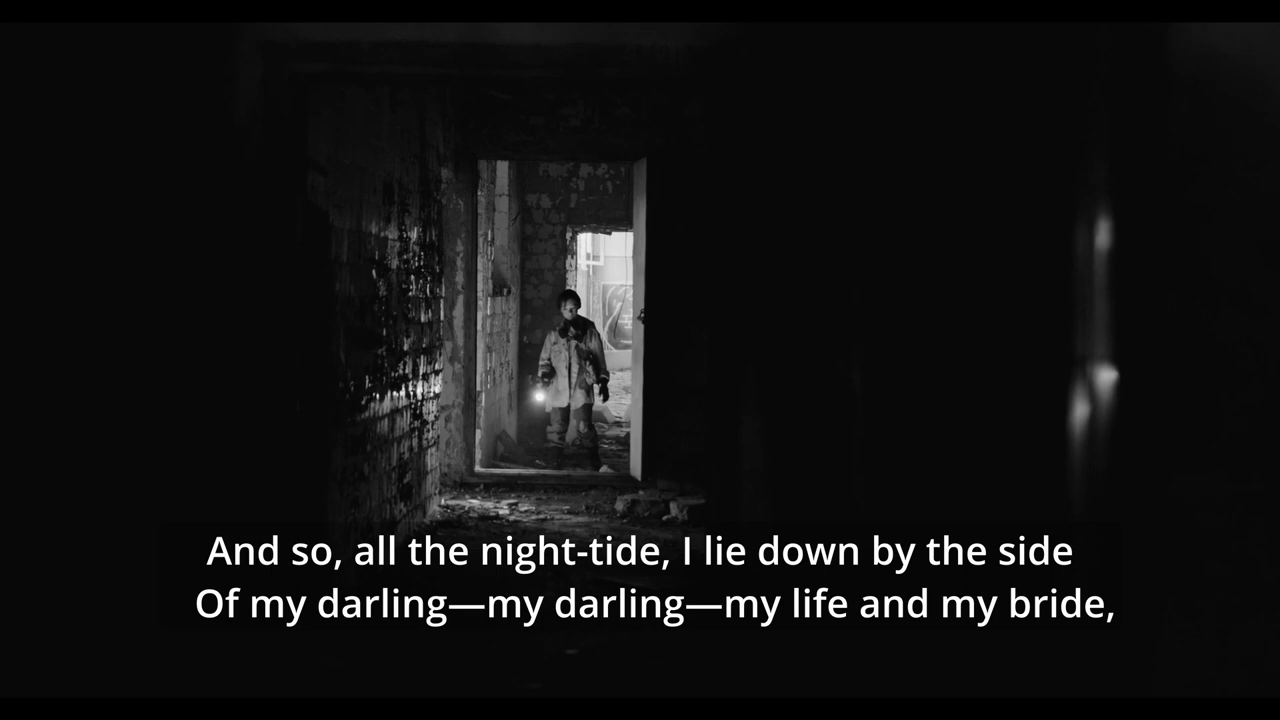 And so, all the night-tide, I lie down by the side
Of my darling—my darling—my life and my bride,